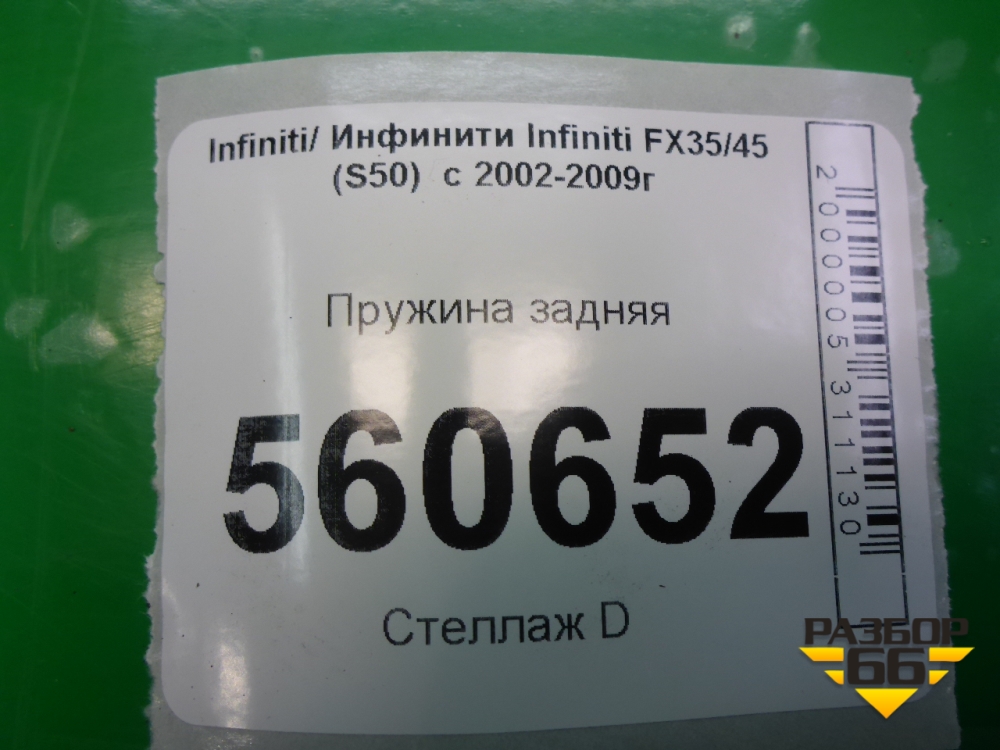 Infiniti/ Инфинити Infiniti FX35/45
(S50) с 2002-2009г
Пружина задняя
560652
Стеллаж D
2000005311130
РАЗБОР
66